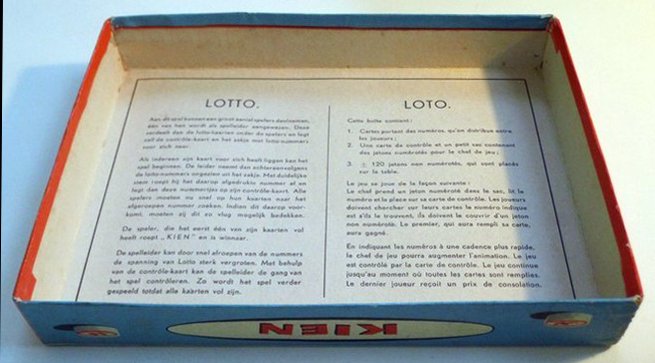 LOTTO.
Aan dit spel kunnen een groot aantal spelers deelnemen,
één van hen wordt als spelleider aangewezen. Deze
verdeelt dan de lotto-kaarten onder de spelers en legt
zelf de contrôle-kaart en het zakje met lotto-nummers
voor zich neer.
Als iedereen zijn kaart voor zich heeft liggen kan het
spel beginnen. De leider neemt dan achtereenvolgens
de lotto-nummers ongezien uit het zakje. Met duidelijke
stem roept hij het daarop afgedrukte nummer af en
legt dan deze nummertjes op zijn contrôle-kaart. Alle
spelers moeten nu snel op hun kaarten naar het
afgeroepen nummer zoeken. Indien dit daarop voor-
komt, moeten zij dit zo vlug mogelijk bedekken.
De speler, die het eerst één van zijn kaarten vol
heeft roept „KIEN" en is winnaar.
De spelleider kan door snel afroepen van de nummers
de spanning van Lotto sterk vergroten. Met behulp
van de contrôle-kaart kan de spelleider de gang van
het spel contrôleren. Zo wordt het spel verder
gespeeld totdat alle kaarten vol zijn.
LOTO.
Cette boîte contient:
1. Cartes portant des numéros, qu'on distribue entre
les joueurs;
2. Une carte de contrôle et un petit sac contenant
des jetons numérotés pour le chef de jeu;
3. ± 120 jetons non numérotés, qui sont placés
sur la table.
Le jeu se joue de la façon suivante:
Le chef prend un jeton numéroté dans le sac, lit le
numéro et la place sur sa carte de contrôle. Les joueurs
doivent chercher sur leurs cartes le numéro indiqué
et s'ils le trouvent, ils doivent le couvrir d'un jeton
non numéroté. Le premier, qui aura rempli sa carte,
aura gagné.
En indiquant les numéros à une cadence plus rapide,
le chef de jeu pourra augmenter l'animation. Le jeu
est contrôlé par la carte de contrôle. Le jeu continue
jusqu'au moment où toutes les cartes sont remplies.
Le dernier joueur reçoit un prix de consolation.
KIEN